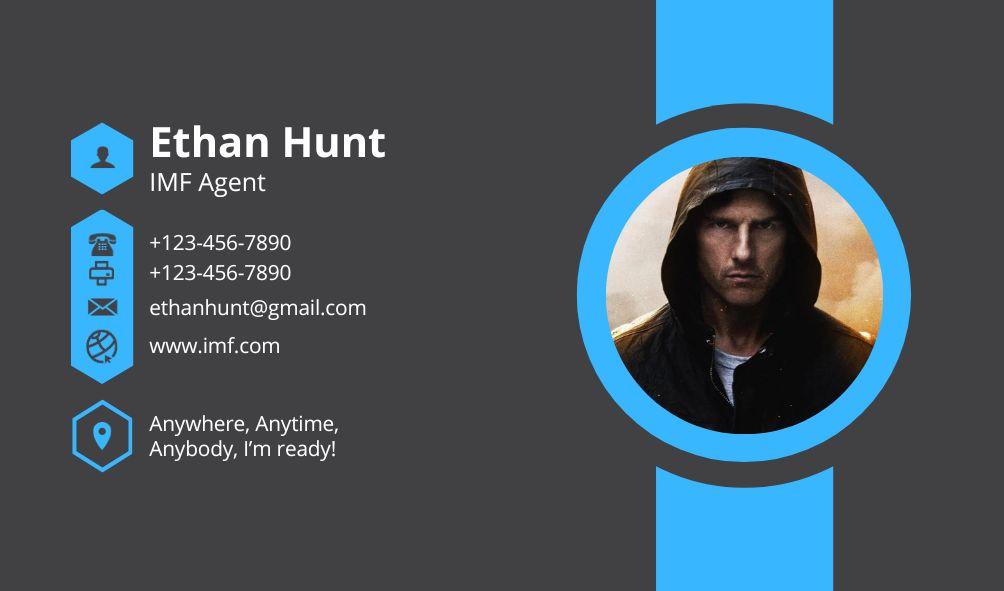 Ethan Hunt
IMF Agent
+123-456-7890
+123-456-7890
ethanhunt@gmail.com
www.imf.com
Anywhere, Anytime,
Anybody, I’m ready!